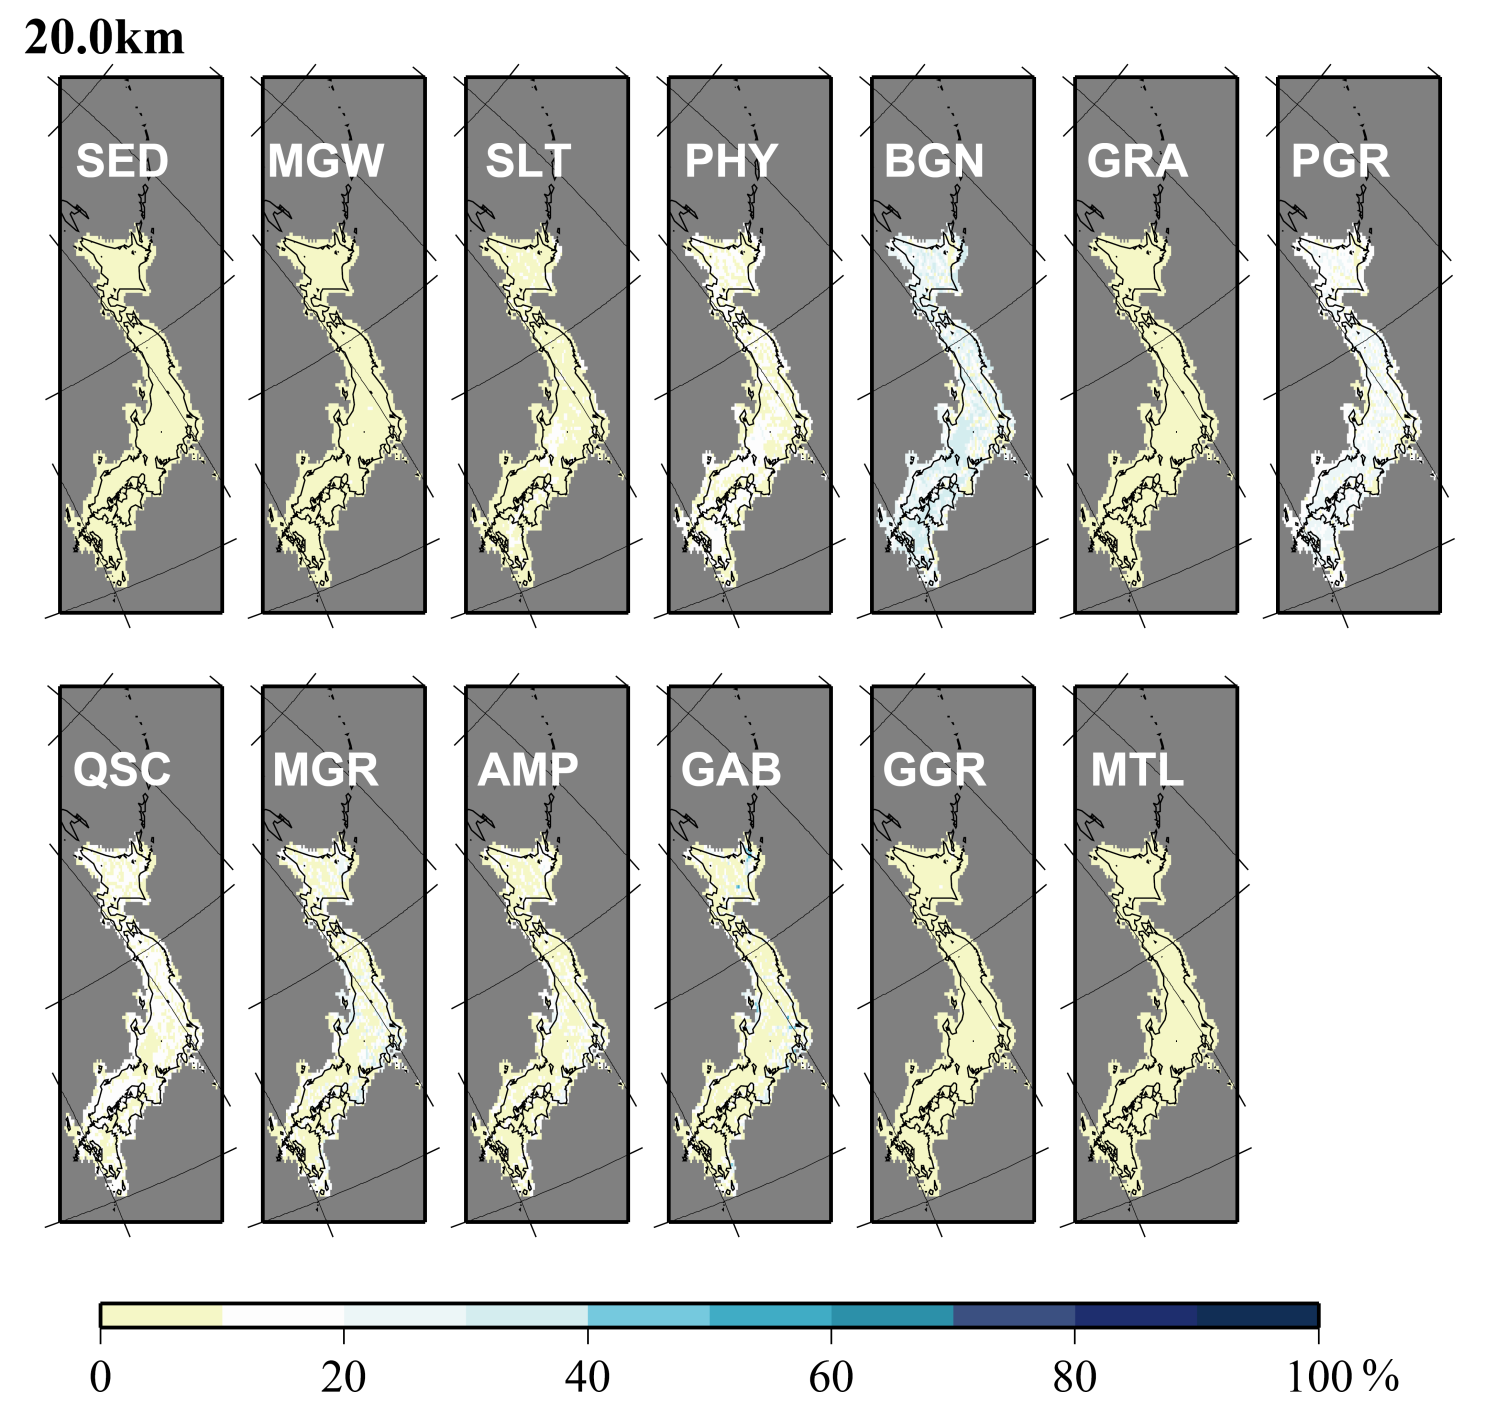 20.0km
SED MGW SLT PHY BGN GRA PGR
QSC MGR AMP GAB GGR MTL
0 20 40 60 80 100 %